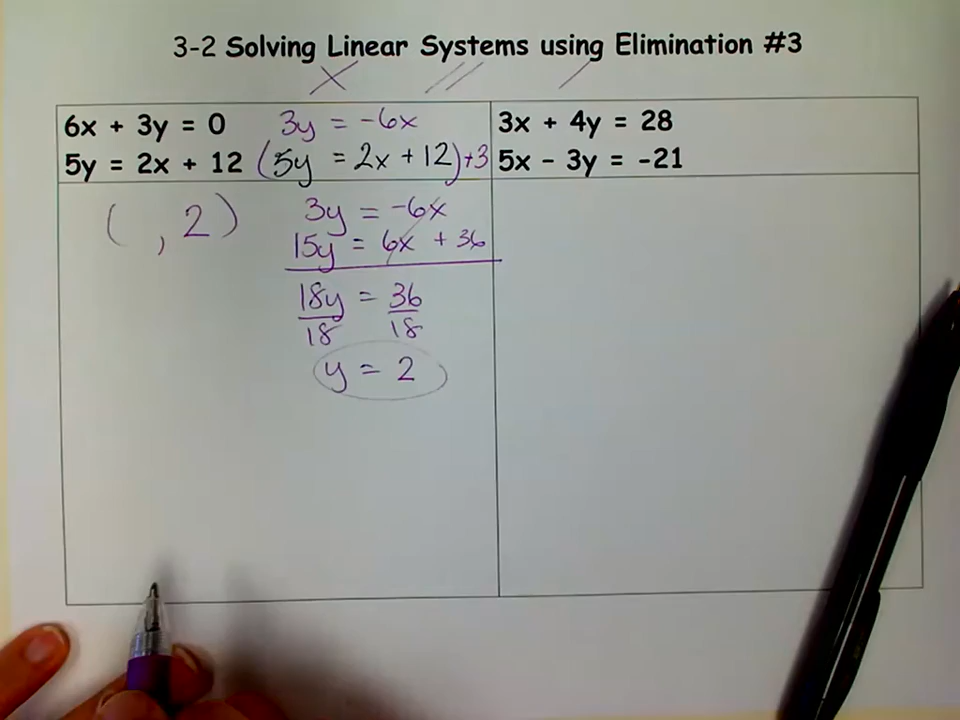 3-2 Solving Linear Systems using Elimination #3
6x + 3y = 0
5y = 2x + 12
3y = -6x
(5y = 2x + 12)+3
( , 2)
3y = -6x
15y = 6x + 36
18y = 36
18 18
y = 2
3x + 4y = 28
5x - 3y = -21